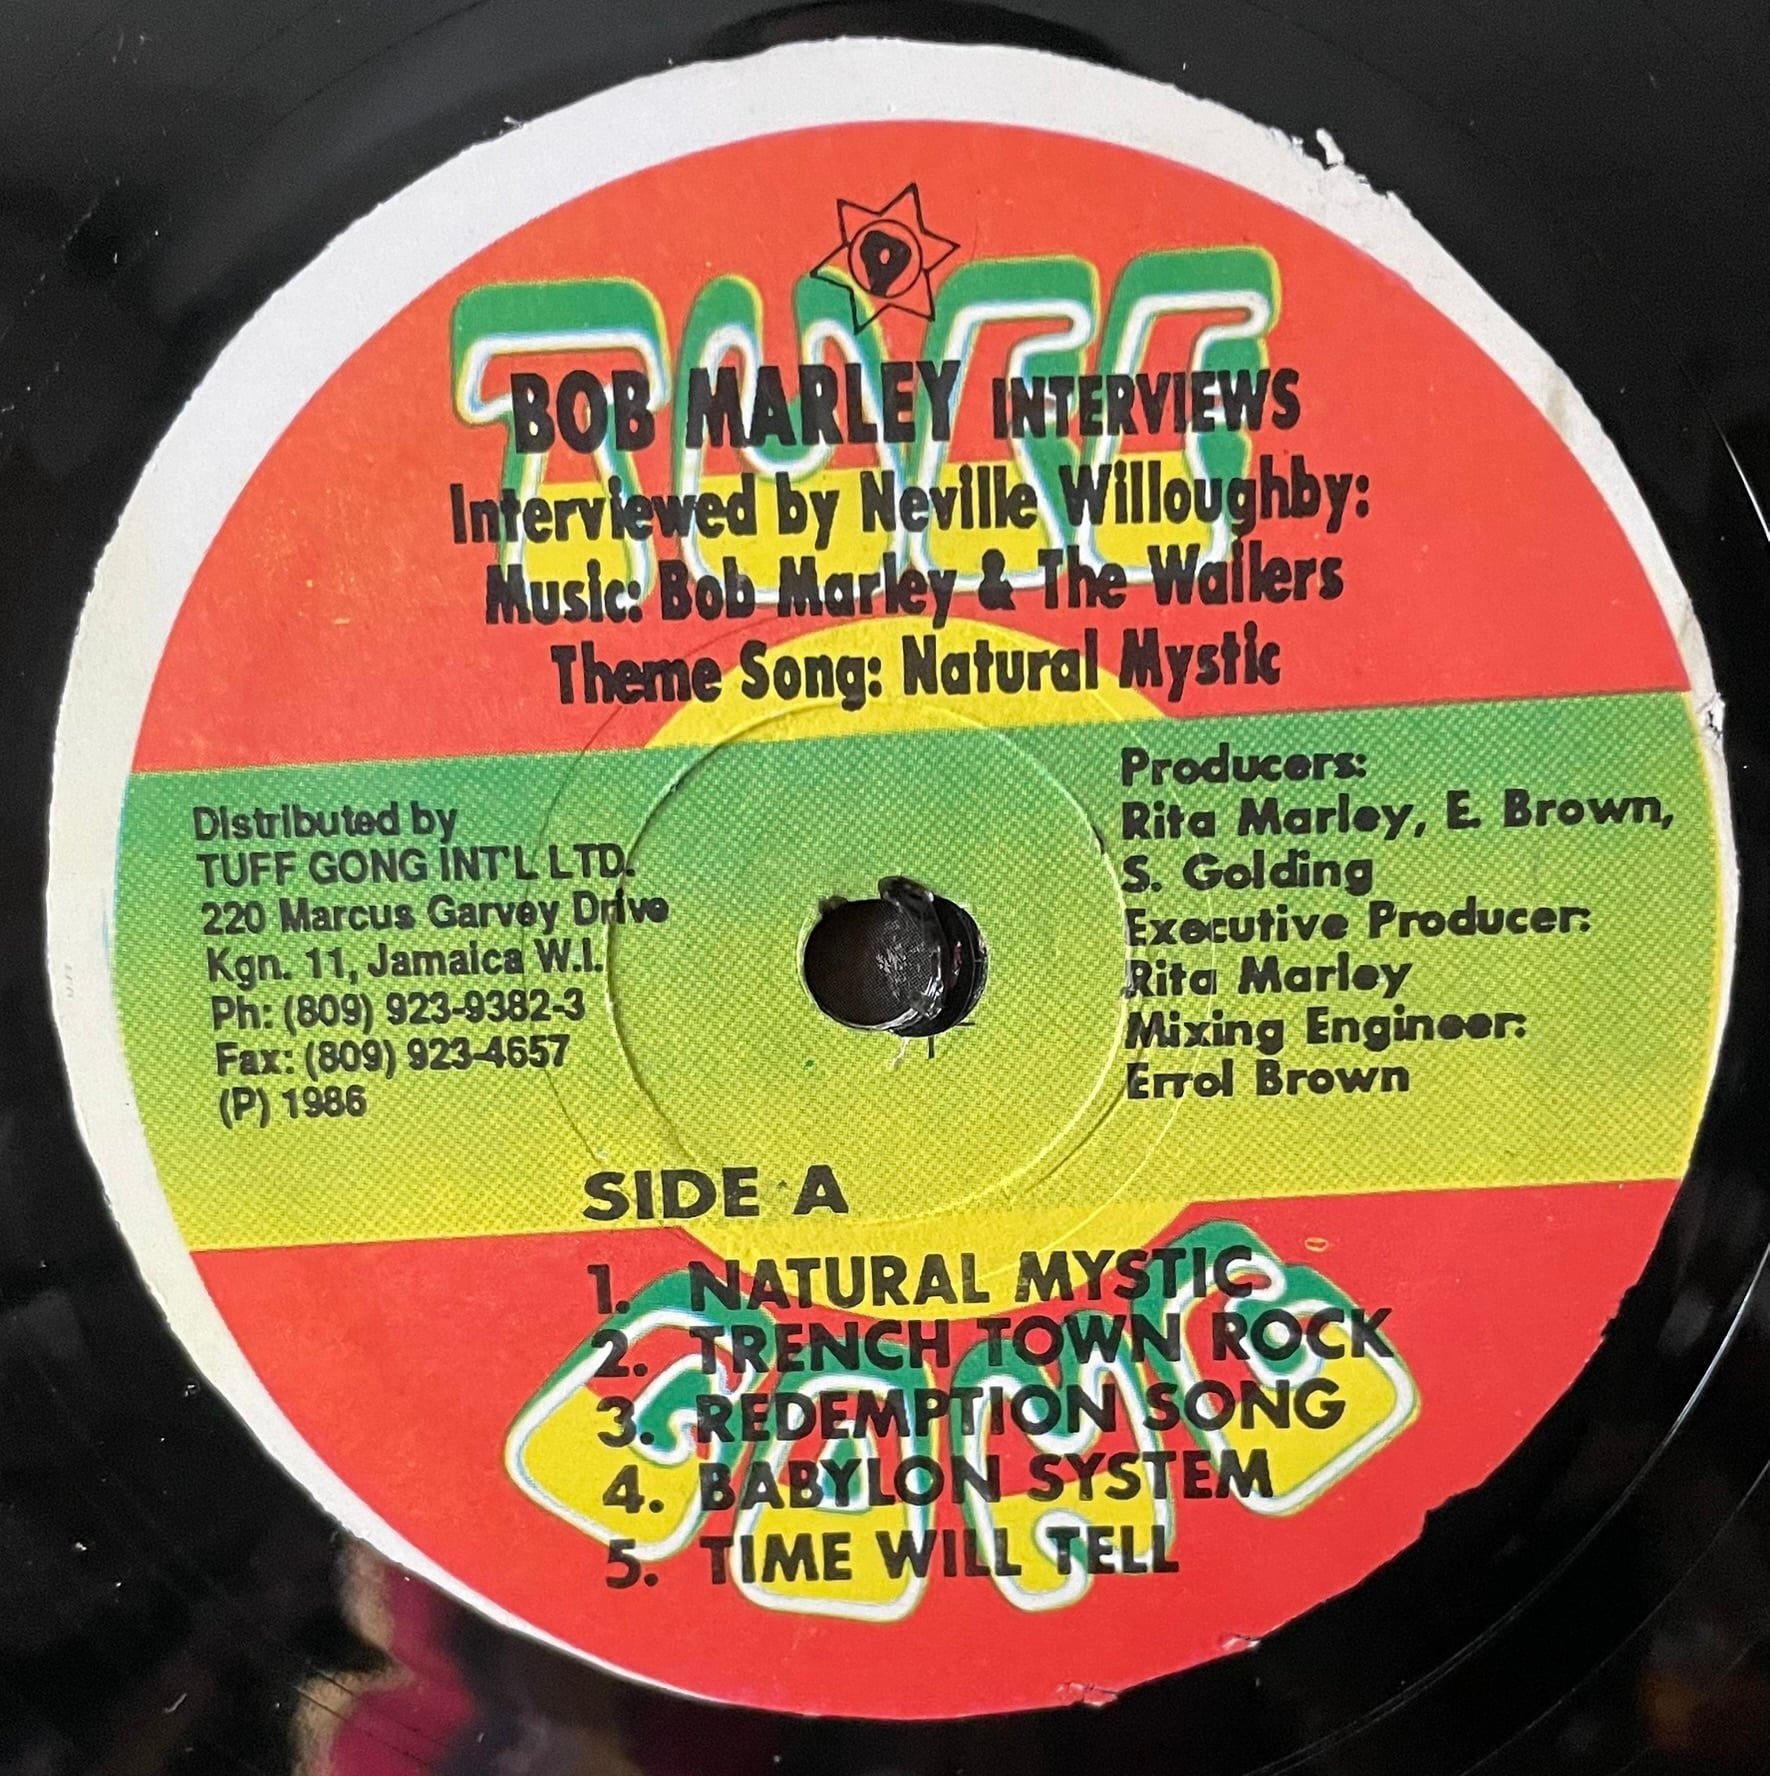 TUFF
BOB MARLEY INTERVIEWS
Interviewed by Neville Willoughby:
Music: Bob Marley & The Wailers
Theme Song: Natural Mystic
Distributed by
TUFF GONG INT'L LTD.
220 Marcus Garvey Drive
Kgn. 11, Jamaica W.I.
Ph: (809) 923-9382-3
Fax: (809) 923-4657
(P) 1986
Producers:
Rita Marley, E. Brown,
S. Golding
Executive Producer:
Rita Marley
Mixing Engineer:
Errol Brown
SIDE A
1. NATURAL MYSTIC
2. TRENCH TOWN ROCK
3. REDEMPTION SONG
4. BABYLON SYSTEM
5. TIME WILL TELL
GONG